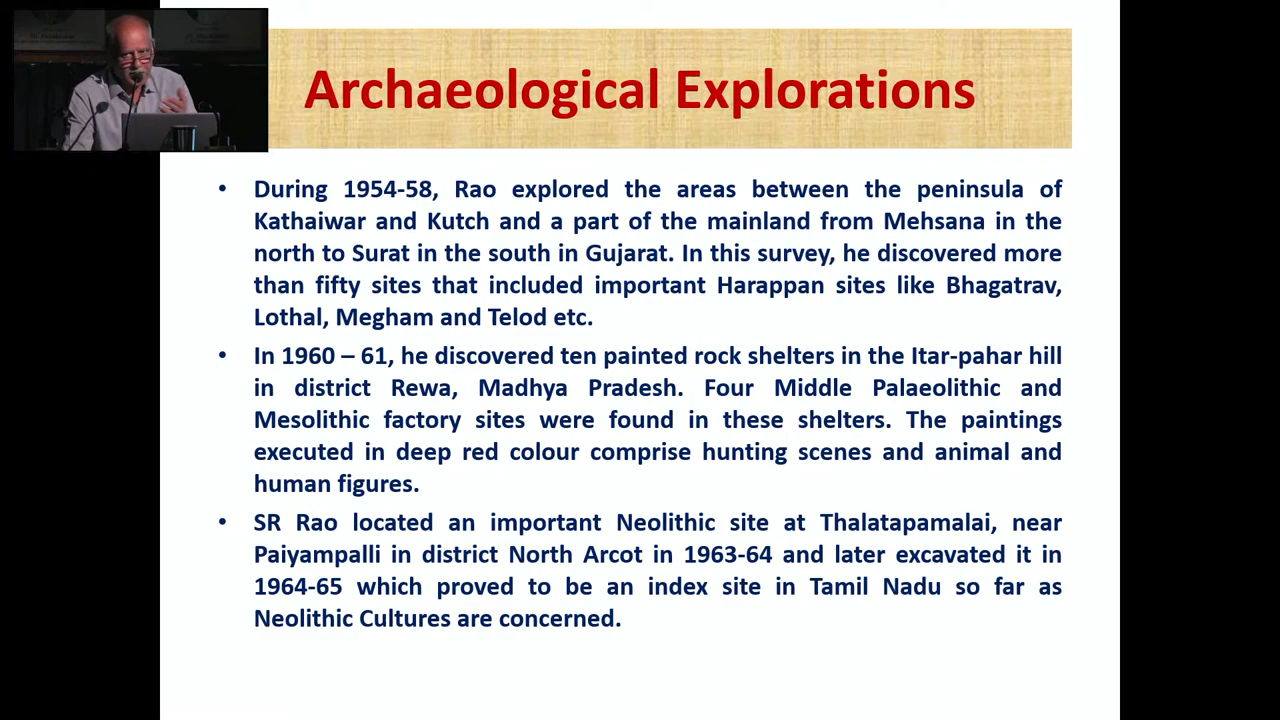 Archaeological Explorations
• During 1954-58, Rao explored the areas between the peninsula of
Kathaiwar and Kutch and a part of the mainland from Mehsana in the
north to Surat in the south in Gujarat. In this survey, he discovered more
than fifty sites that included important Harappan sites like Bhagatrav,
Lothal, Megham and Telod etc.
• In 1960 – 61, he discovered ten painted rock shelters in the Itar-pahar hill
in district Rewa, Madhya Pradesh. Four Middle Palaeolithic and
Mesolithic factory sites were found in these shelters. The paintings
executed in deep red colour comprise hunting scenes and animal and
human figures.
• SR Rao located an important Neolithic site at Thalatapamalai, near
Paiyampalli in district North Arcot in 1963-64 and later excavated it in
1964-65 which proved to be an index site in Tamil Nadu so far as
Neolithic Cultures are concerned.